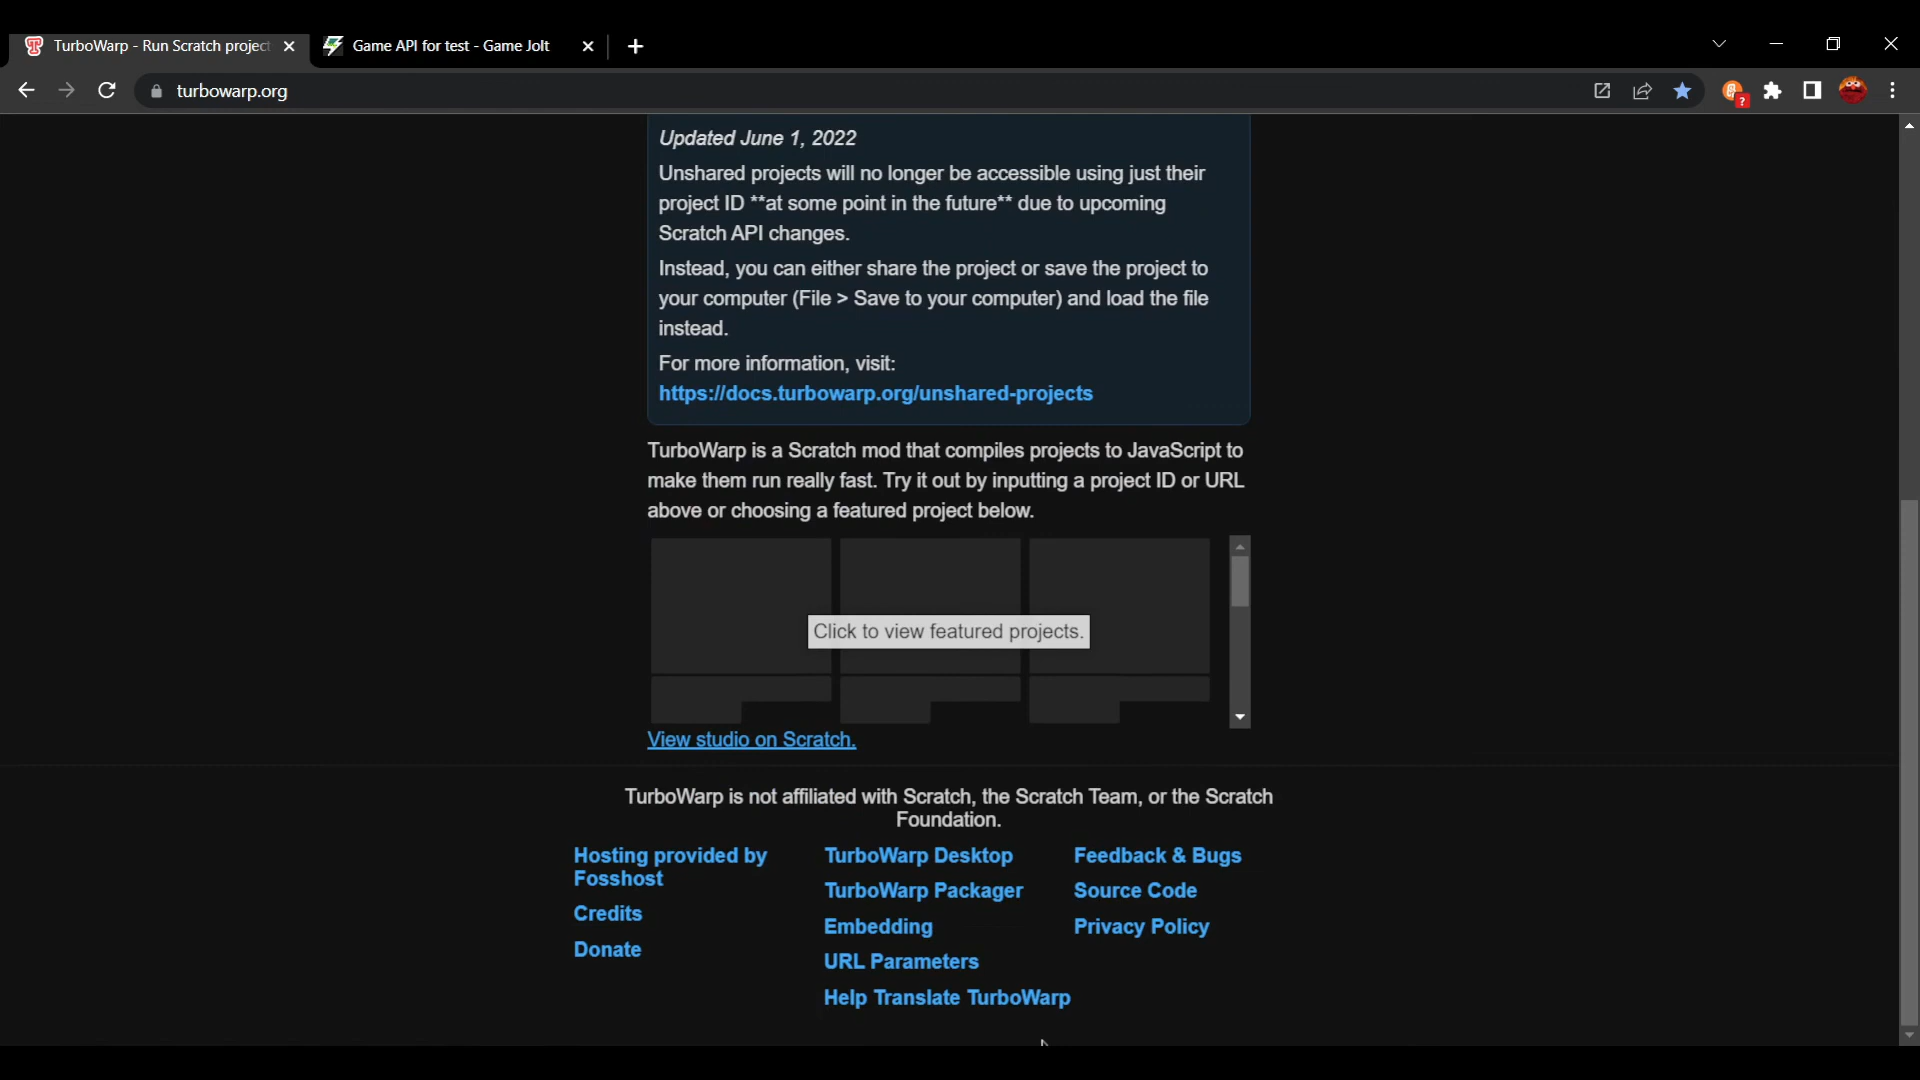 TurboWarp - Run Scratch project
Game API for test - Game Jolt
turbowarp.org
?
Updated June 1, 2022
Unshared projects will no longer be accessible using just their
project ID **at some point in the future** due to upcoming
Scratch API changes.
Instead, you can either share the project or save the project to
your computer (File > Save to your computer) and load the file
instead.
For more information, visit:
https://docs.turbowarp.org/unshared-projects
TurboWarp is a Scratch mod that compiles projects to JavaScript to
make them run really fast. Try it out by inputting a project ID or URL
above or choosing a featured project below.
Click to view featured projects.
View studio on Scratch.
TurboWarp is not affiliated with Scratch, the Scratch Team, or the Scratch
Foundation.
Hosting provided by
Fosshost
Credits
Donate
TurboWarp Desktop
TurboWarp Packager
Embedding
URL Parameters
Help Translate TurboWarp
Feedback & Bugs
Source Code
Privacy Policy